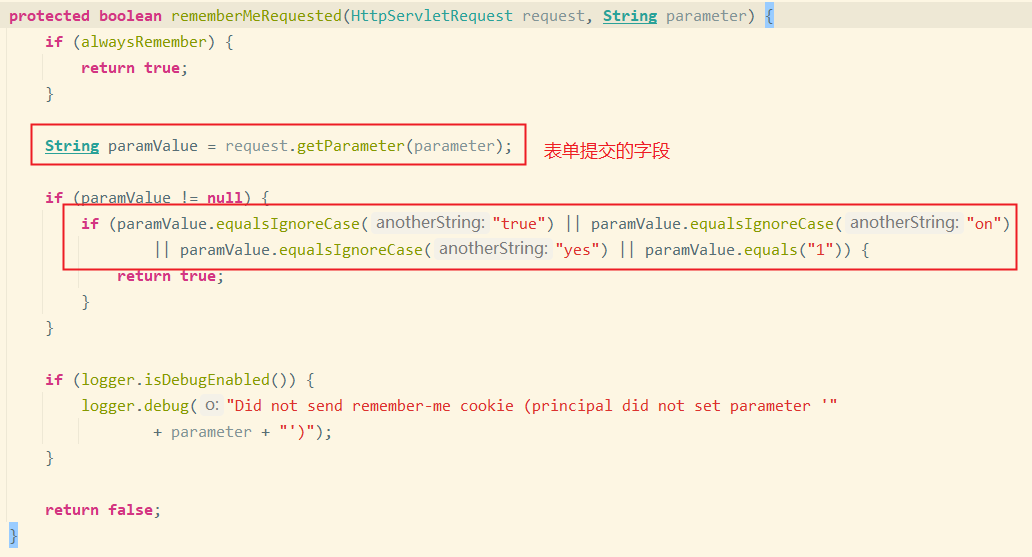 protected boolean rememberMeRequested(HttpServletRequest request, String parameter) {
if (alwaysRemember) {
return true;
}
String paramValue = request.getParameter(parameter);
表单提交的字段
if (paramValue != null) {
if (paramValue.equalsIgnoreCase( anotherString: "true") || paramValue.equalsIgnoreCase( anotherString: "on")
|| paramValue.equalsIgnoreCase( anotherString: "yes") || paramValue.equals("1")) {
return true;
}
}
if (logger.isDebugEnabled()) {
logger.debug( o: "Did not send remember-me cookie (principal did not set parameter '"
+ parameter + "')");
}
return false;
}